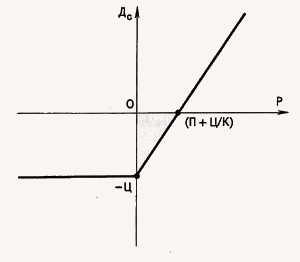 Дс
О
Р
(П + Ц/К)
–Ц